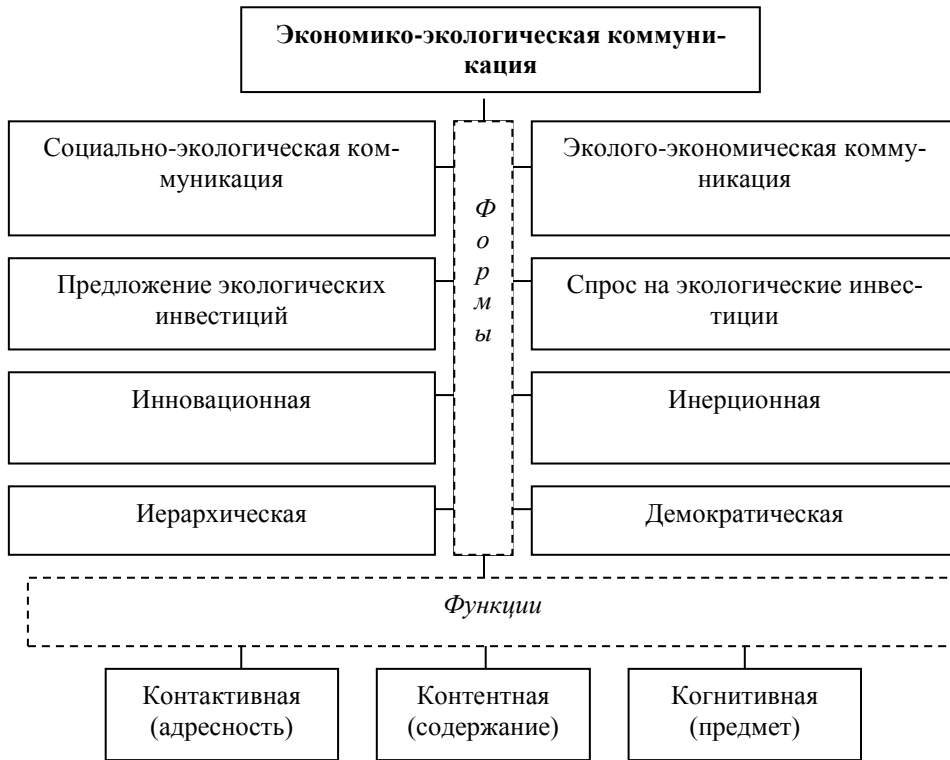 Экономико-экологическая коммуни-
кация
Социально-экологическая ком-
муникация
Эколого-экономическая комму-
никация
Ф
о
р
м
ы
Предложение экологических
инвестиций
Спрос на экологические инвес-
тиции
Инновационная
Инерционная
Иерархическая
Демократическая
Функции
Контактивная
(адресность)
Контентная
(содержание)
Когнитивная
(предмет)